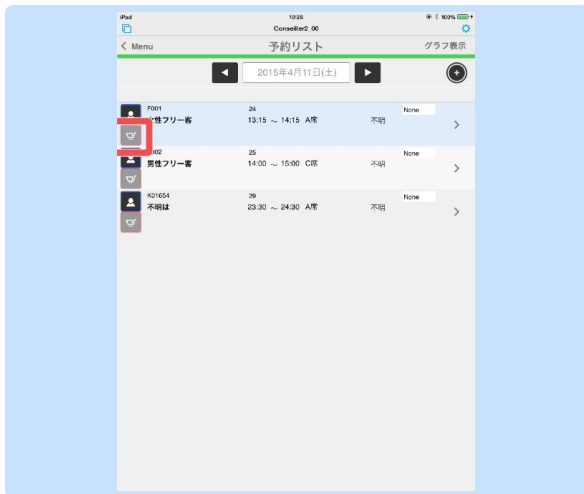 iPad 10:26 100%
Conseiller2_00
Menu 予約リスト グラフ表示
2015年4月11日(土)
F001 24 None
女性フリー客 13:15 ～ 14:15 A席 不明
F002 25 None
男性フリー客 14:00 ～ 15:00 C席 不明
K01654 29 None
不明は 23:30 ～ 24:30 A席 不明